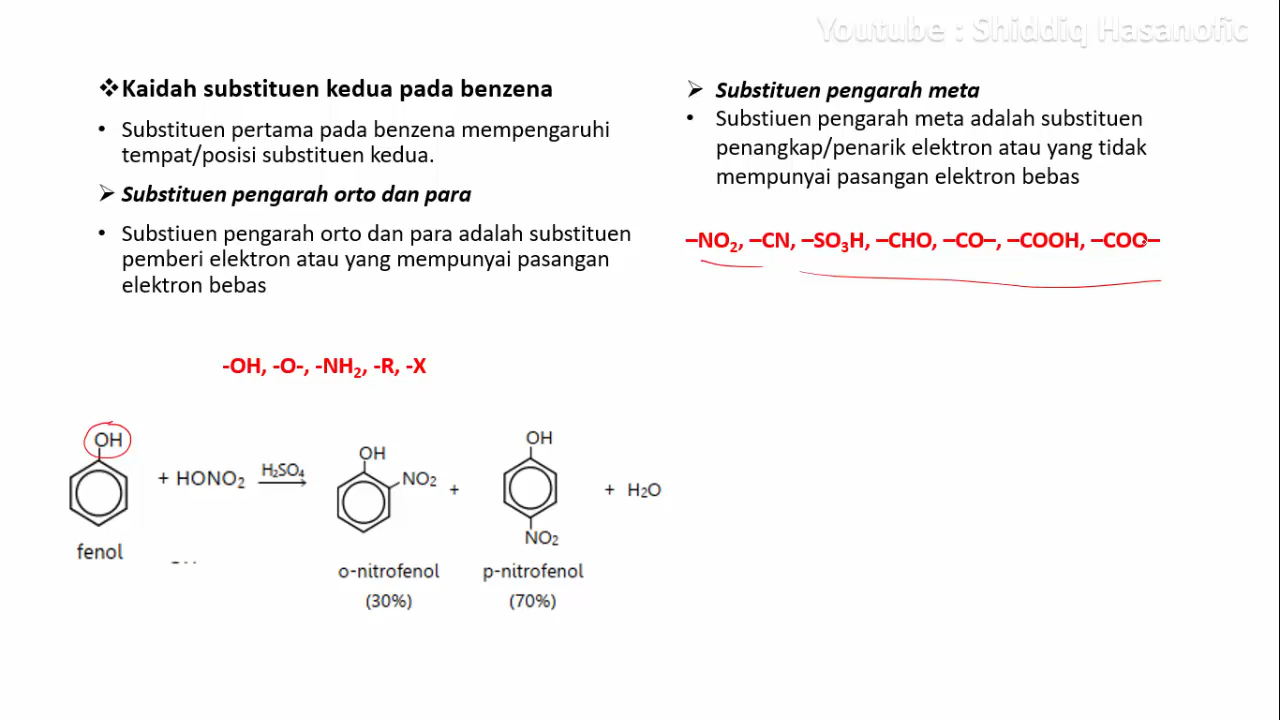 Youtube : Shiddiq Hasanofic
❖Kaidah substituen kedua pada benzena
• Substituen pertama pada benzena mempengaruhi
tempat/posisi substituen kedua.
➢ Substituen pengarah orto dan para
• Substiuen pengarah orto dan para adalah substituen
pemberi elektron atau yang mempunyai pasangan
elektron bebas
-OH, -O-, -NH₂, -R, -X
OH
fenol
+ HONO₂
H₂SO₄
OH
NO₂
+
o-nitrofenol
(30%)
OH
NO₂
p-nitrofenol
(70%)
+ H₂O
➢ Substituen pengarah meta
• Substiuen pengarah meta adalah substituen
penangkap/penarik elektron atau yang tidak
mempunyai pasangan elektron bebas
–NO₂, –CN, –SO₃H, –CHO, –CO–, –COOH, –COO–